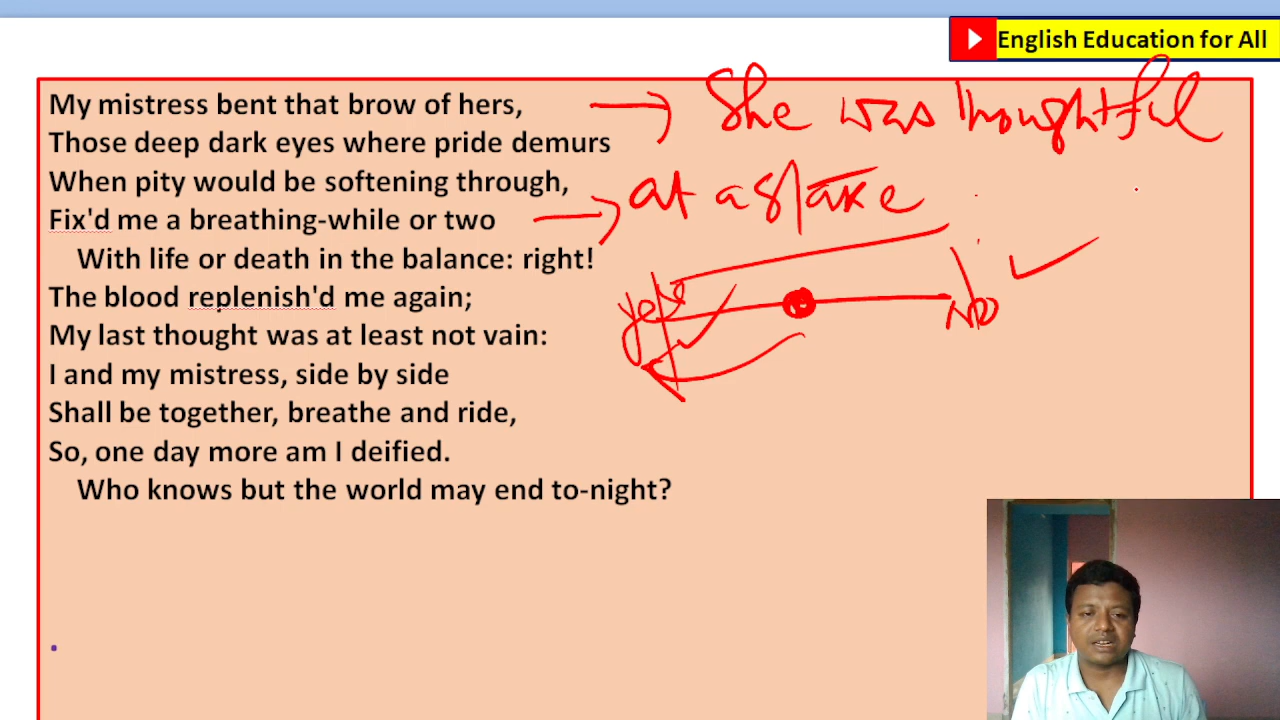 English Education for All
My mistress bent that brow of hers,
She was thoughtful
Those deep dark eyes where pride demurs
When pity would be softening through,
at a stake
Fix'd me a breathing-while or two
With life or death in the balance: right!
The blood replenish'd me again;
Yes
No
My last thought was at least not vain:
I and my mistress, side by side
Shall be together, breathe and ride,
So, one day more am I deified.
Who knows but the world may end to-night?